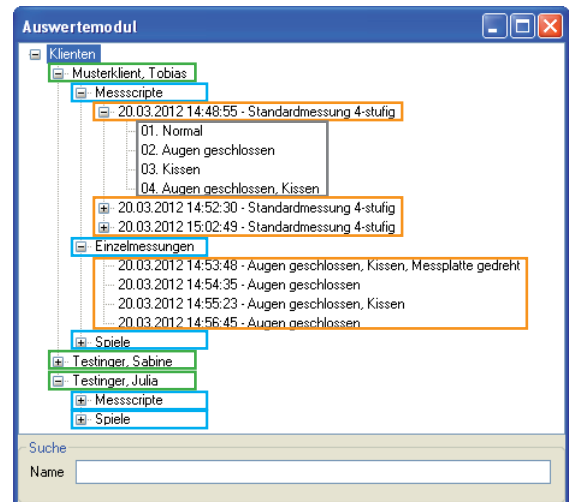 Auswertemodul
Klienten
Musterklient, Tobias
Messscripte
20.03.2012 14:48:55 - Standardmessung 4-stufig
01. Normal
02. Augen geschlossen
03. Kissen
04. Augen geschlossen, Kissen
20.03.2012 14:52:30 - Standardmessung 4-stufig
20.03.2012 15:02:49 - Standardmessung 4-stufig
Einzelmessungen
20.03.2012 14:53:48 - Augen geschlossen, Kissen, Messplatte gedreht
20.03.2012 14:54:35 - Augen geschlossen
20.03.2012 14:55:23 - Augen geschlossen, Kissen
20.03.2012 14:56:45 - Augen geschlossen
Spiele
Testinger, Sabine
Testinger, Julia
Messscripte
Spiele
Suche
Name